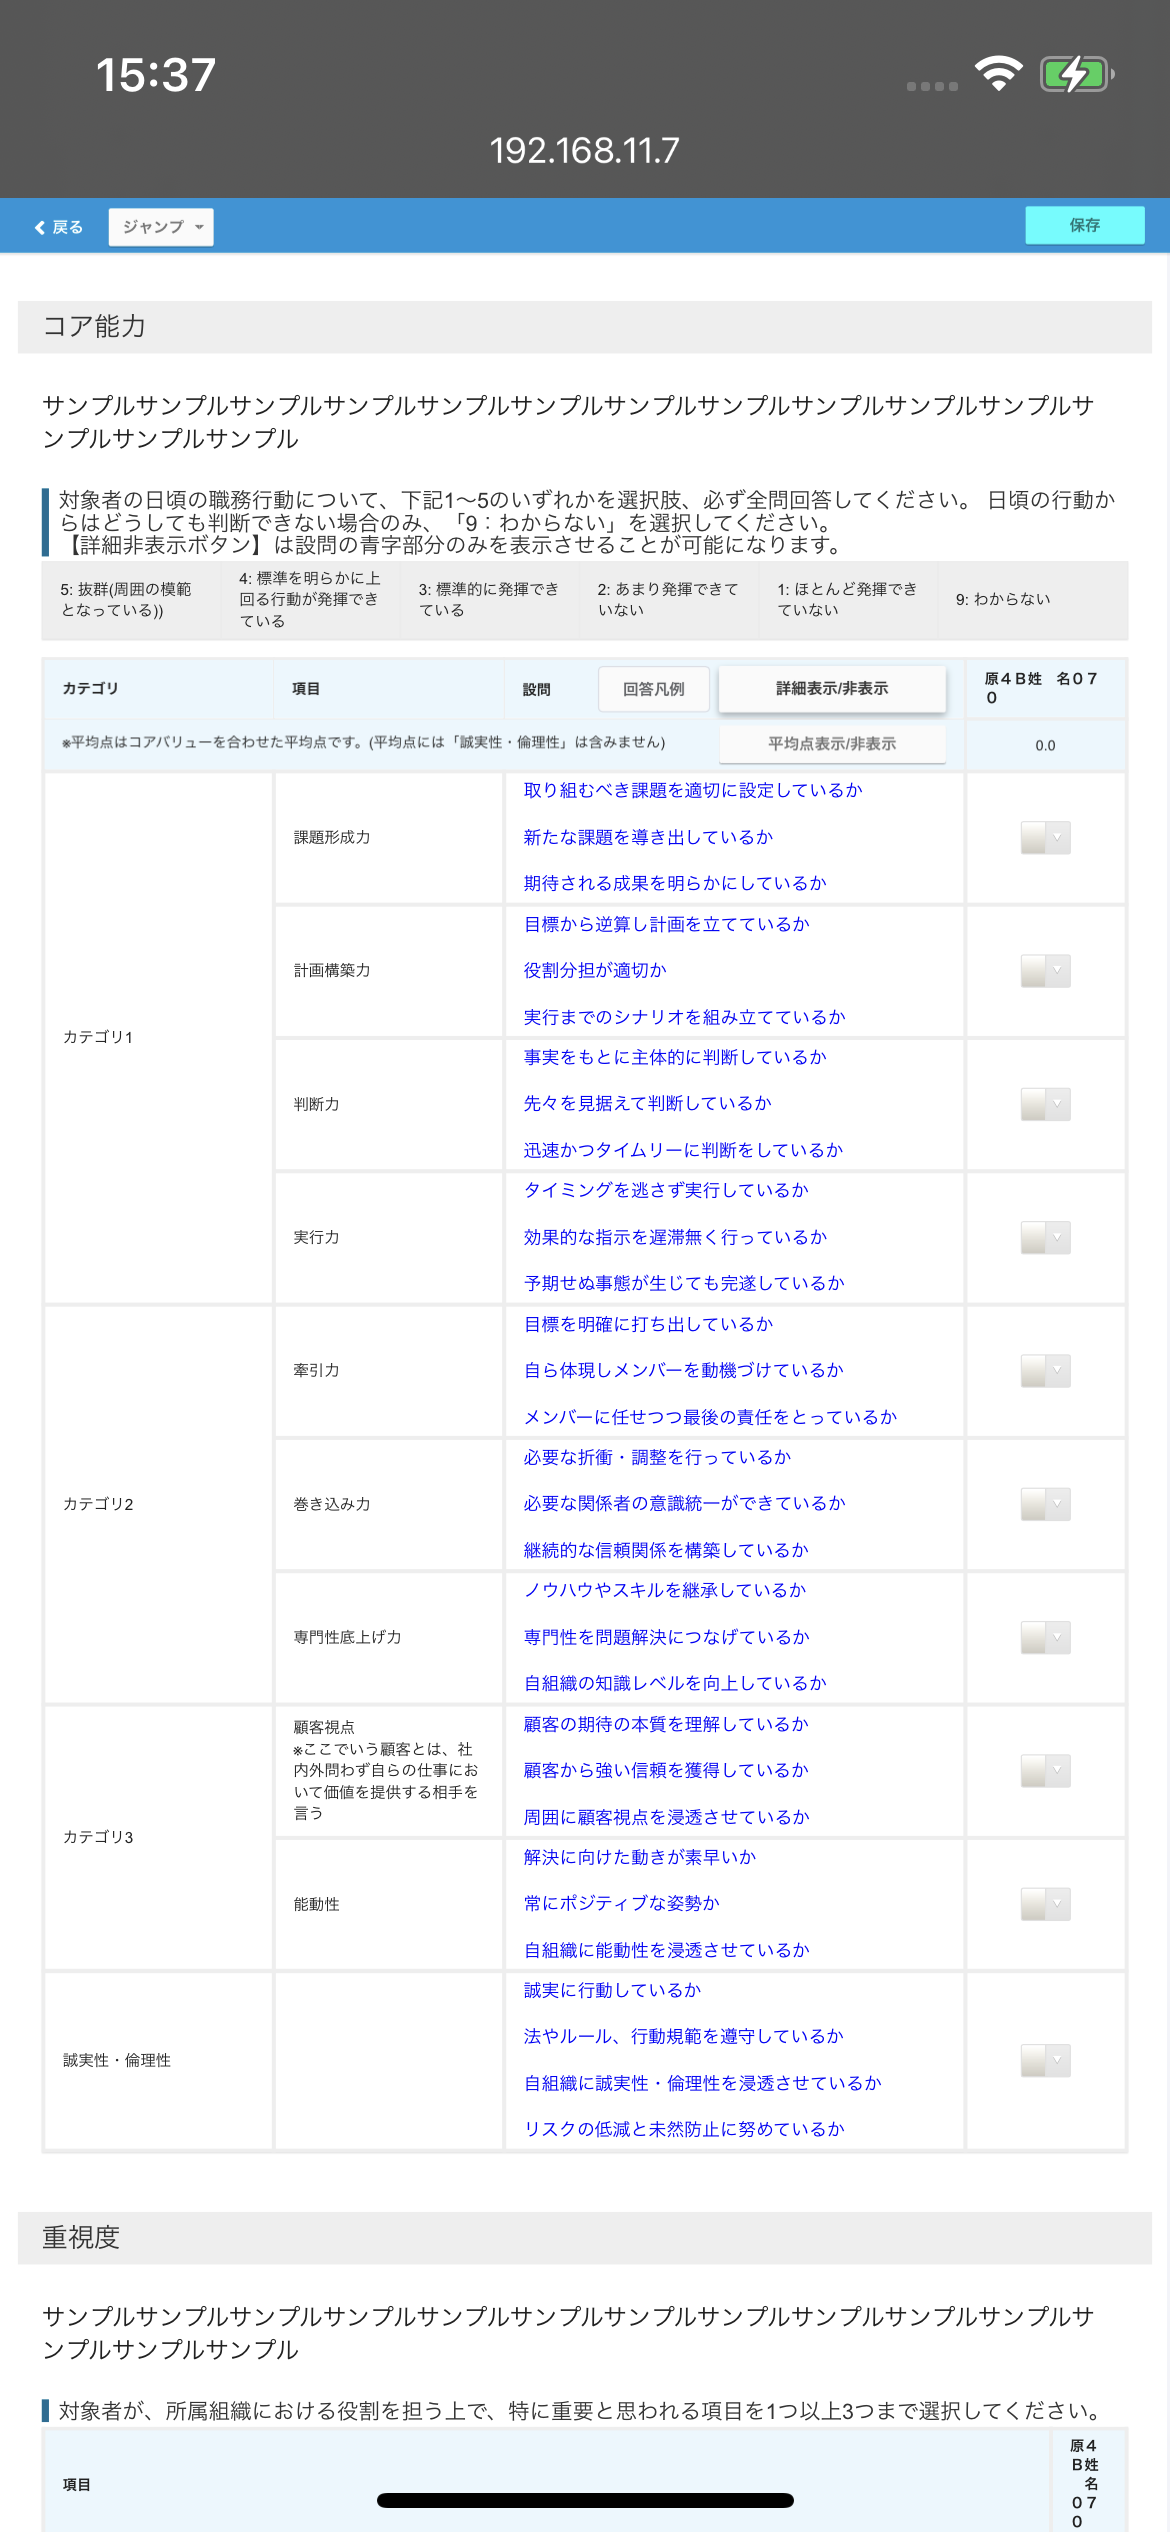 15:37
192.168.11.7
戻る
ジャンプ
保存
コア能力
サンプルサンプルサンプルサンプルサンプルサンプルサンプルサンプルサンプルサンプルサンプルサ
ンプルサンプルサンプル
対象者の日頃の職務行動について、下記1〜5のいずれかを選択肢、必ず全問回答してください。 日頃の行動か
らはどうしても判断できない場合のみ、「9：わからない」を選択してください。
【詳細非表示ボタン】は設問の青字部分のみを表示させることが可能になります。
5: 抜群(周囲の模範
となっている))
4: 標準を明らかに上
回る行動が発揮でき
ている
3: 標準的に発揮でき
ている
2: あまり発揮できて
いない
1: ほとんど発揮でき
ていない
9: わからない
カテゴリ
項目
設問
回答凡例
詳細表示/非表示
原４Ｂ姓　名０７
０
※平均点はコアバリューを合わせた平均点です。(平均点には「誠実性・倫理性」は含みません)
平均点表示/非表示
0.0
カテゴリ1
課題形成力
取り組むべき課題を適切に設定しているか
新たな課題を導き出しているか
期待される成果を明らかにしているか
計画構築力
目標から逆算し計画を立てているか
役割分担が適切か
実行までのシナリオを組み立てているか
判断力
事実をもとに主体的に判断しているか
先々を見据えて判断しているか
迅速かつタイムリーに判断をしているか
実行力
タイミングを逃さず実行しているか
効果的な指示を遅滞無く行っているか
予期せぬ事態が生じても完遂しているか
カテゴリ2
牽引力
目標を明確に打ち出しているか
自ら体現しメンバーを動機づけているか
メンバーに任せつつ最後の責任をとっているか
巻き込み力
必要な折衝・調整を行っているか
必要な関係者の意識統一ができているか
継続的な信頼関係を構築しているか
専門性底上げ力
ノウハウやスキルを継承しているか
専門性を問題解決につなげているか
自組織の知識レベルを向上しているか
カテゴリ3
顧客視点
※ここでいう顧客とは、社
内外問わず自らの仕事にお
いて価値を提供する相手を
言う
顧客の期待の本質を理解しているか
顧客から強い信頼を獲得しているか
周囲に顧客視点を浸透させているか
能動性
解決に向けた動きが素早いか
常にポジティブな姿勢か
自組織に能動性を浸透させているか
誠実性・倫理性
誠実に行動しているか
法やルール、行動規範を遵守しているか
自組織に誠実性・倫理性を浸透させているか
リスクの低減と未然防止に努めているか
重視度
サンプルサンプルサンプルサンプルサンプルサンプルサンプルサンプルサンプルサンプルサンプルサ
ンプルサンプルサンプル
対象者が、所属組織における役割を担う上で、特に重要と思われる項目を1つ以上3つまで選択してください。
項目
原４
Ｂ姓
　名
０７
０